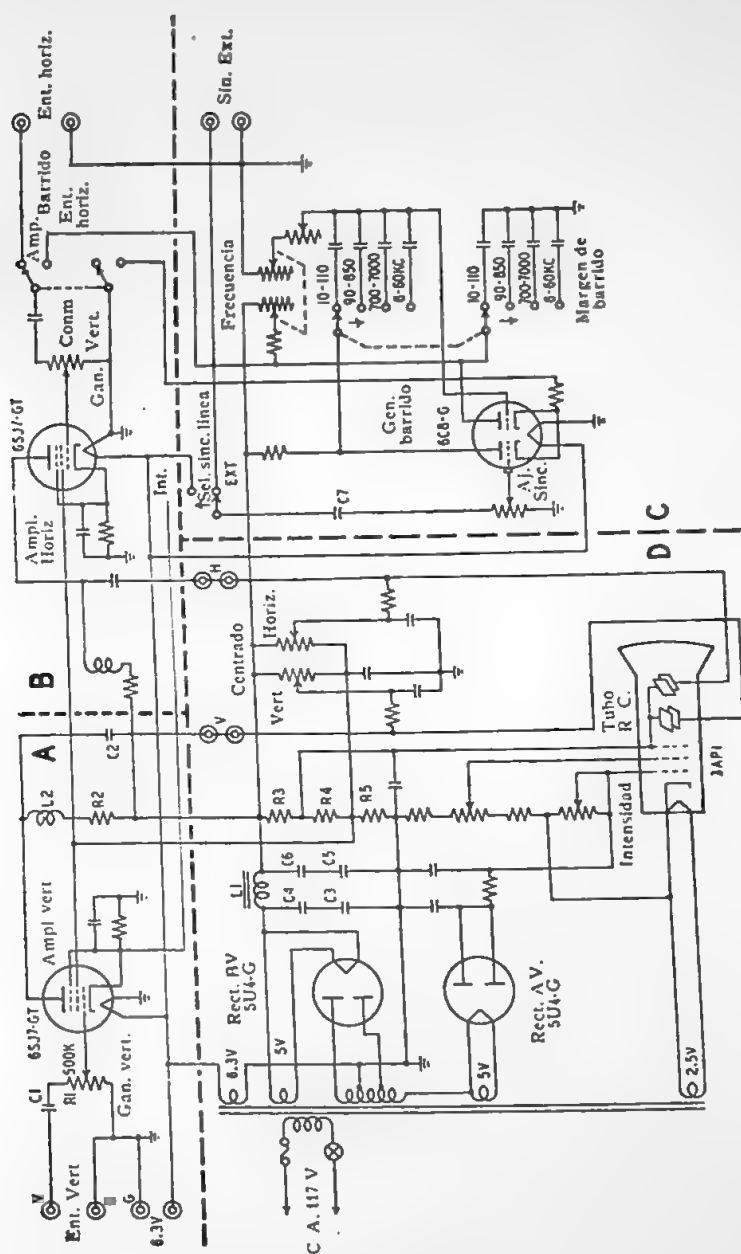 V
Ent. Vert
G
6.3V
C1
R1
500K
Gan. vert.
6SJ7-GT
Ampl vert
L2
R2
C2
A
B
Ampl.
Horiz
6SJ7-GT
Gan.
Conm
Vert.
Amp.
Barrido
Ent.
horiz.
Ent. horiz.
Sin. Ext.
Int.
Sel. sinc. linea
EXT
C7
Aj.
Sinc.
Gen.
barrido
6C8-G
Frecuencia
10-110
90-850
700-7000
8-60KC
10-110
90-850
700-7000
8-60KC
Margen de
barrido
C
D
V
H
Centrado
Vert
Horiz.
R3
R4
R5
L1
C4
C6
C3
C5
Rect. BV
5U4-G
Rect. AV.
5U4-G
6.3V
5V
5V
2.5V
C A. 117 V
Intensidad
Tubo
R C.
3AP1